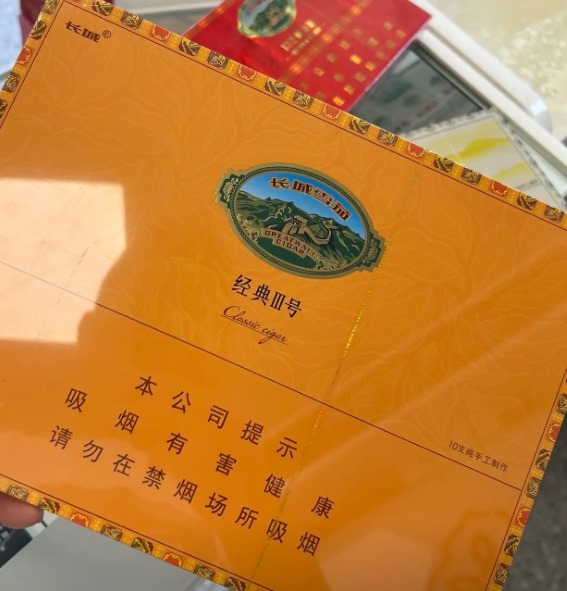 长城®
长城雪茄
GREATWALL
CIGAR
经典Ⅲ号
Classic cigar
本公司提示
吸烟有害健康
请勿在禁烟场所吸烟
10支纯手工制作